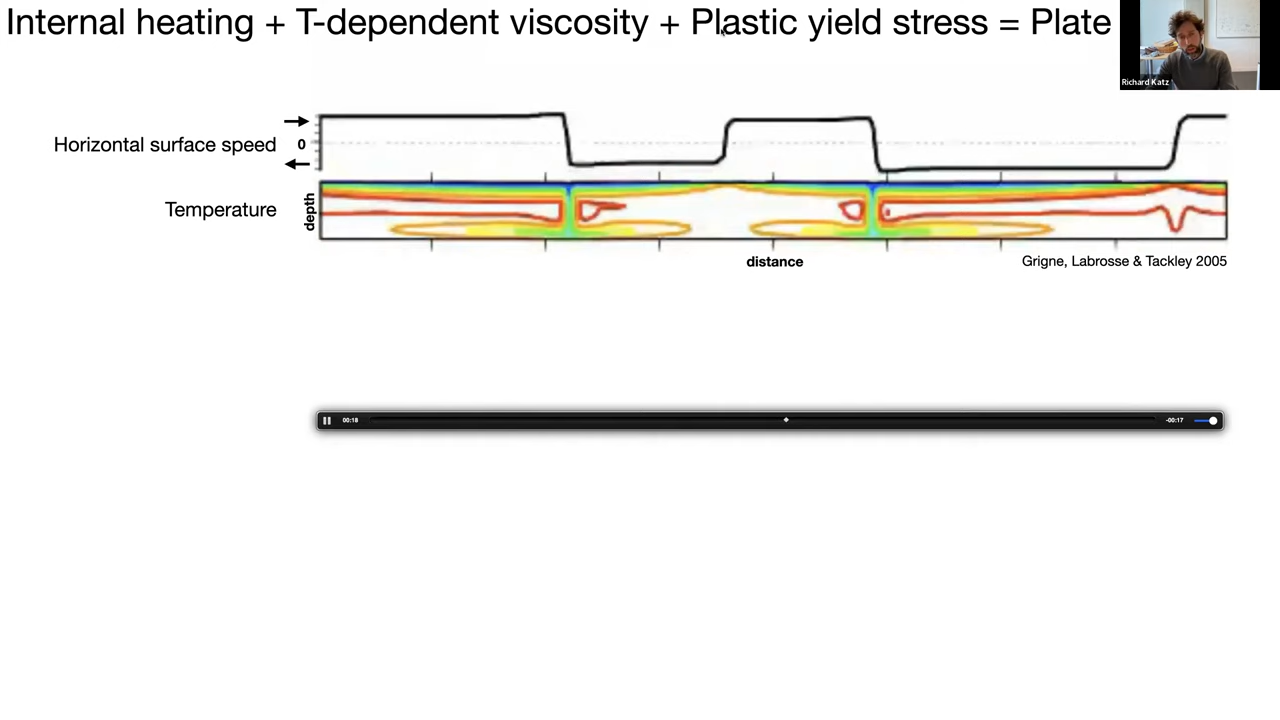 Internal heating + T-dependent viscosity + Plastic yield stress = Plate
Richard Katz
Horizontal surface speed
0
Temperature
depth
distance
Grigne, Labrosse & Tackley 2005
00:18
-00:17